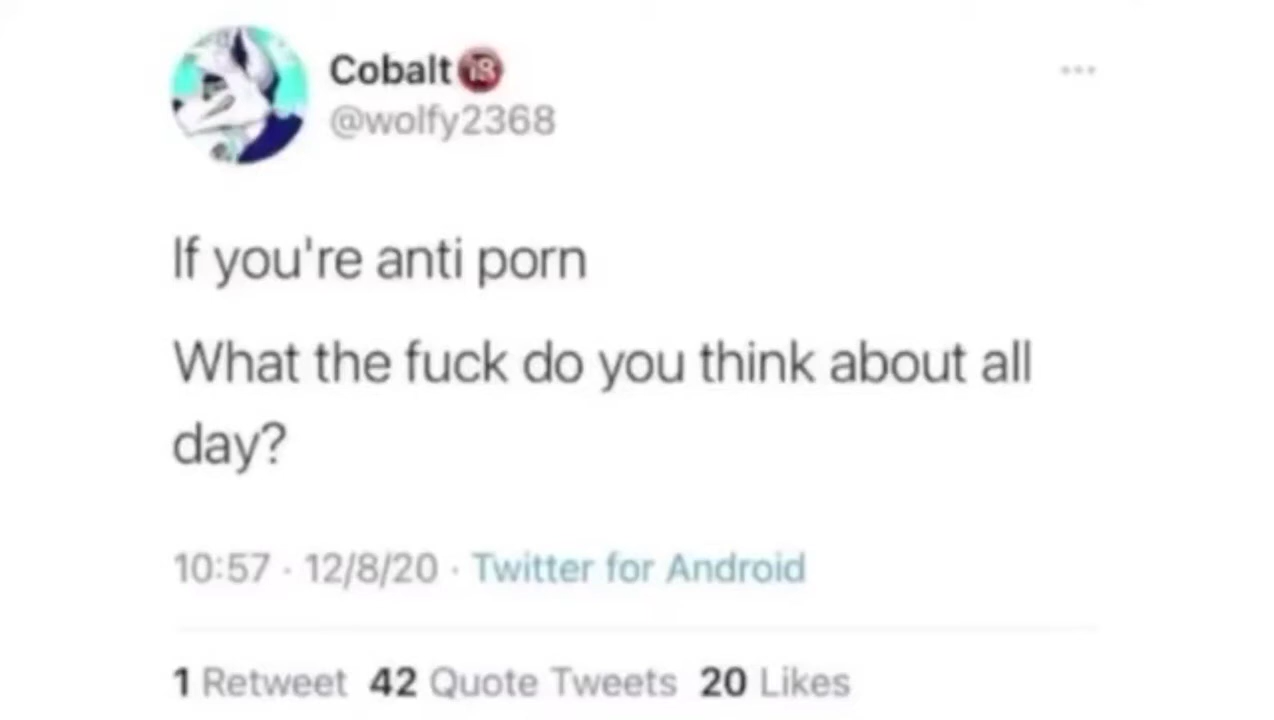 Cobalt🔞
@wolfy2368
If you're anti porn
What the fuck do you think about all
day?
10:57 · 12/8/20 · Twitter for Android
1 Retweet 42 Quote Tweets 20 Likes